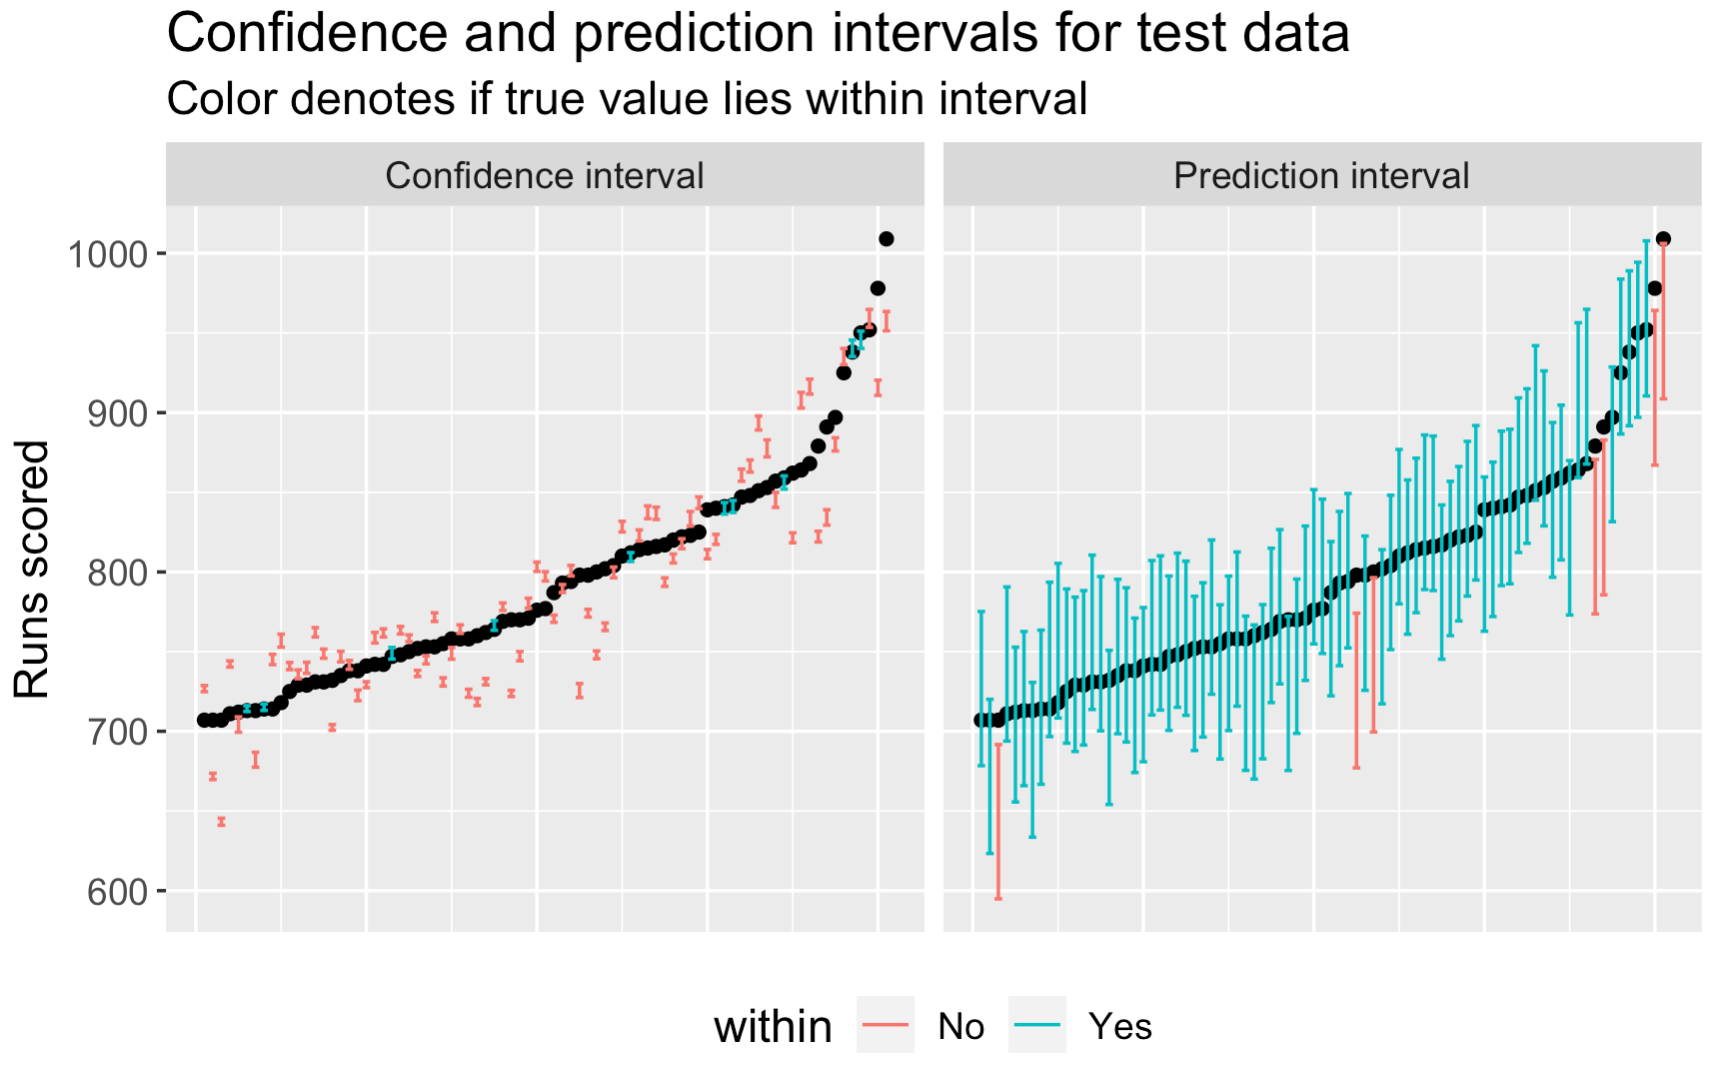 Confidence and prediction intervals for test data
Color denotes if true value lies within interval
Confidence interval
Prediction interval
Runs scored
1000
900
800
700
600
within
No
Yes